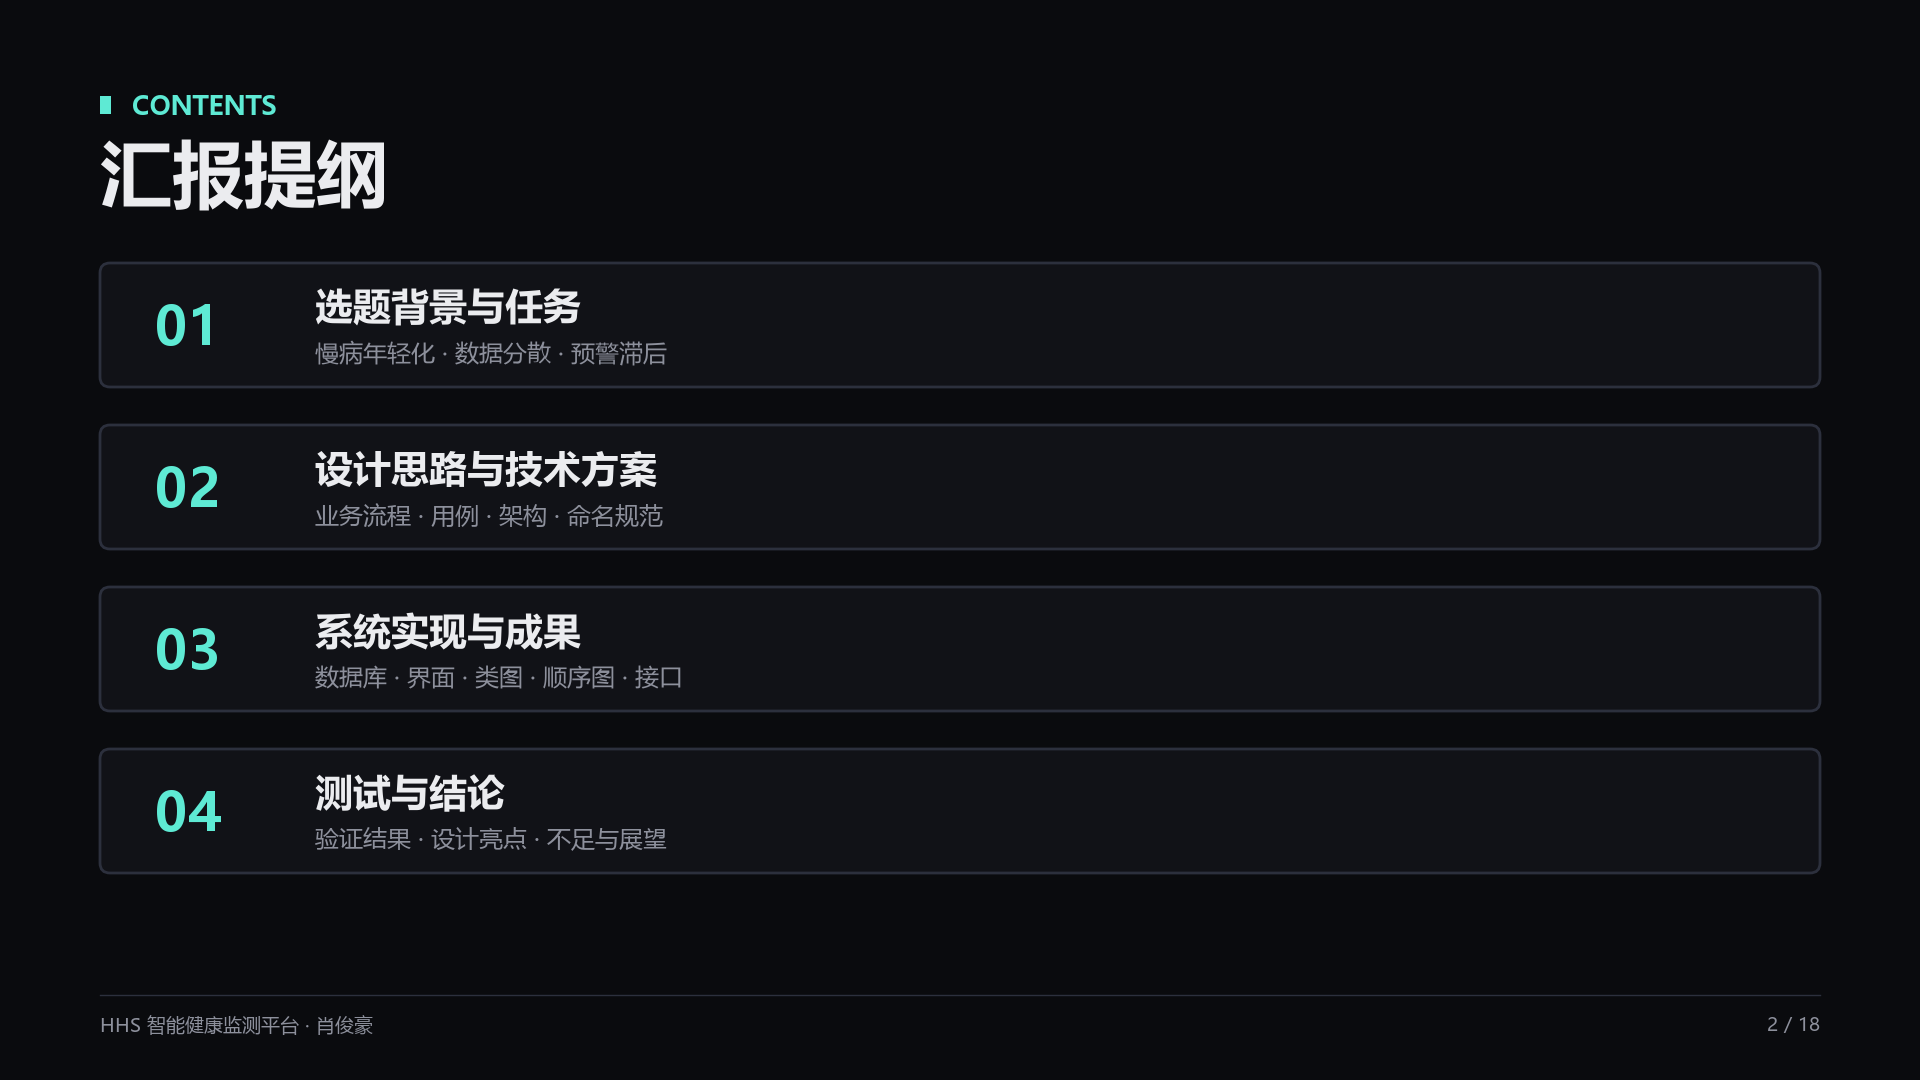 CONTENTS
汇报提纲
01
选题背景与任务
慢病年轻化 · 数据分散 · 预警滞后
02
设计思路与技术方案
业务流程 · 用例 · 架构 · 命名规范
03
系统实现与成果
数据库 · 界面 · 类图 · 顺序图 · 接口
04
测试与结论
验证结果 · 设计亮点 · 不足与展望
HHS 智能健康监测平台 · 肖俊豪
2 / 18